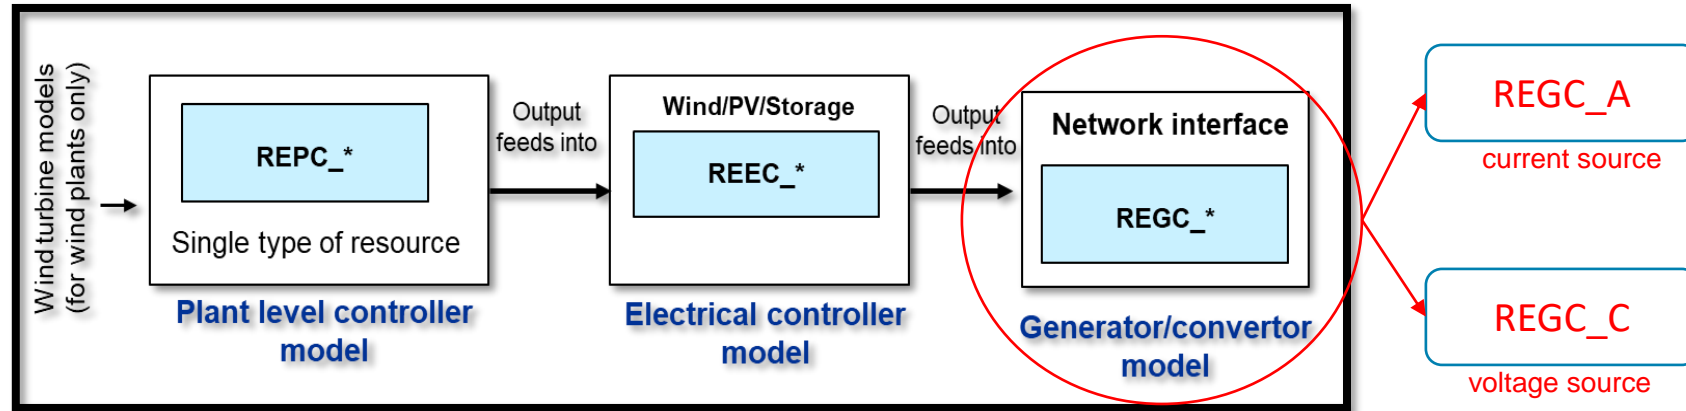 Wind turbine models
(for wind plants only)
REPC_*
Single type of resource
Plant level controller
model
Output
feeds into
Wind/PV/Storage
REEC_*
Electrical controller
model
Output
feeds into
Network interface
REGC_*
Generator/convertor
model
REGC_A
current source
REGC_C
voltage source